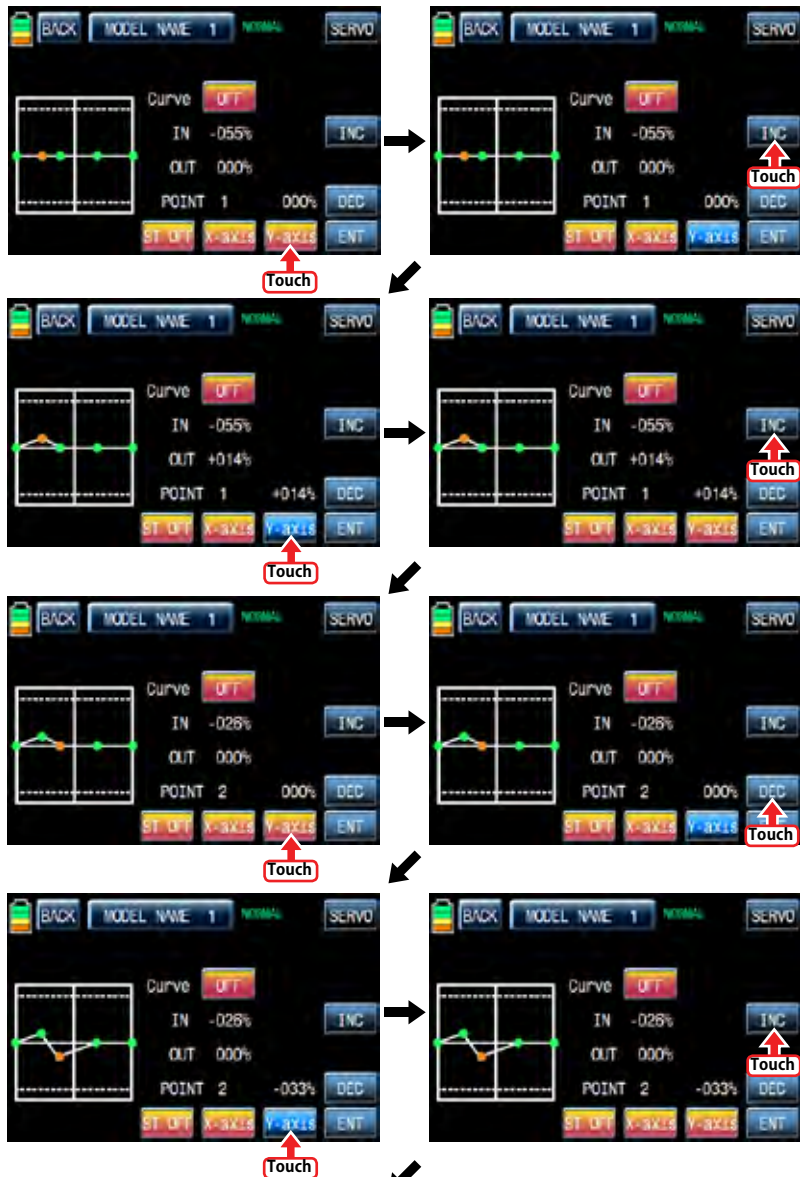 BACK MODEL NAME 1 NORMAL SERVO
Curve OFF
IN -055% INC
OUT 000%
POINT 1 000% DEC
ST OFF X-axis Y-axis ENT
Touch
BACK MODEL NAME 1 NORMAL SERVO
Curve OFF
IN -055% INC
Touch
OUT 000%
POINT 1 000% DEC
ST OFF X-axis Y-axis ENT
BACK MODEL NAME 1 NORMAL SERVO
Curve OFF
IN -055% INC
OUT +014%
POINT 1 +014% DEC
ST OFF X-axis Y-axis ENT
Touch
BACK MODEL NAME 1 NORMAL SERVO
Curve OFF
IN -055% INC
Touch
OUT +014%
POINT 1 +014% DEC
ST OFF X-axis Y-axis ENT
BACK MODEL NAME 1 NORMAL SERVO
Curve OFF
IN -026% INC
OUT 000%
POINT 2 000% DEC
ST OFF X-axis Y-axis ENT
Touch
BACK MODEL NAME 1 NORMAL SERVO
Curve OFF
IN -026% INC
OUT 000%
POINT 2 000% DEC
ST OFF X-axis Y-axis
Touch
BACK MODEL NAME 1 NORMAL SERVO
Curve OFF
IN -026% INC
OUT 000%
POINT 2 -033% DEC
ST OFF X-axis Y-axis ENT
Touch
BACK MODEL NAME 1 NORMAL SERVO
Curve OFF
IN -026% INC
Touch
OUT 000%
POINT 2 -033% DEC
ST OFF X-axis Y-axis ENT